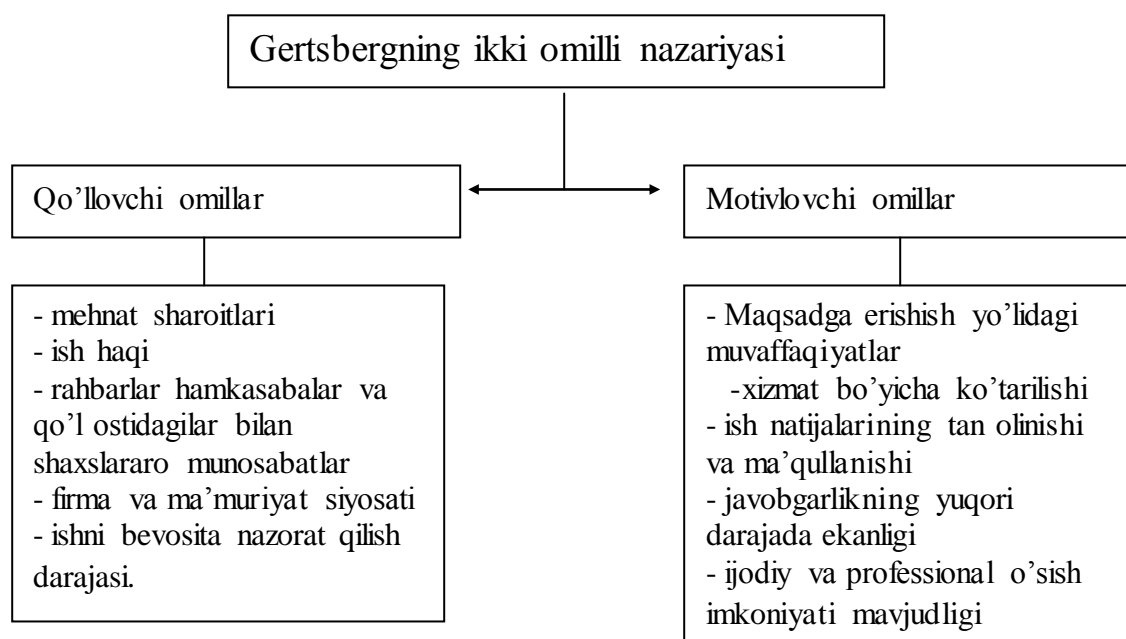 Gertsbergning ikki omilli nazariyasi
Qo’llovchi omillar
- mehnat sharoitlari
- ish haqi
- rahbarlar hamkasabalar va
qo’l ostidagilar bilan
shaxslararo munosabatlar
- firma va ma’muriyat siyosati
- ishni bevosita nazorat qilish
darajasi.
Motivlovchi omillar
- Maqsadga erishish yo’lidagi
muvaffaqiyatlar
-xizmat bo’yicha ko’tarilishi
- ish natijalarining tan olinishi
va ma’qullanishi
- javobgarlikning yuqori
darajada ekanligi
- ijodiy va professional o’sish
imkoniyati mavjudligi